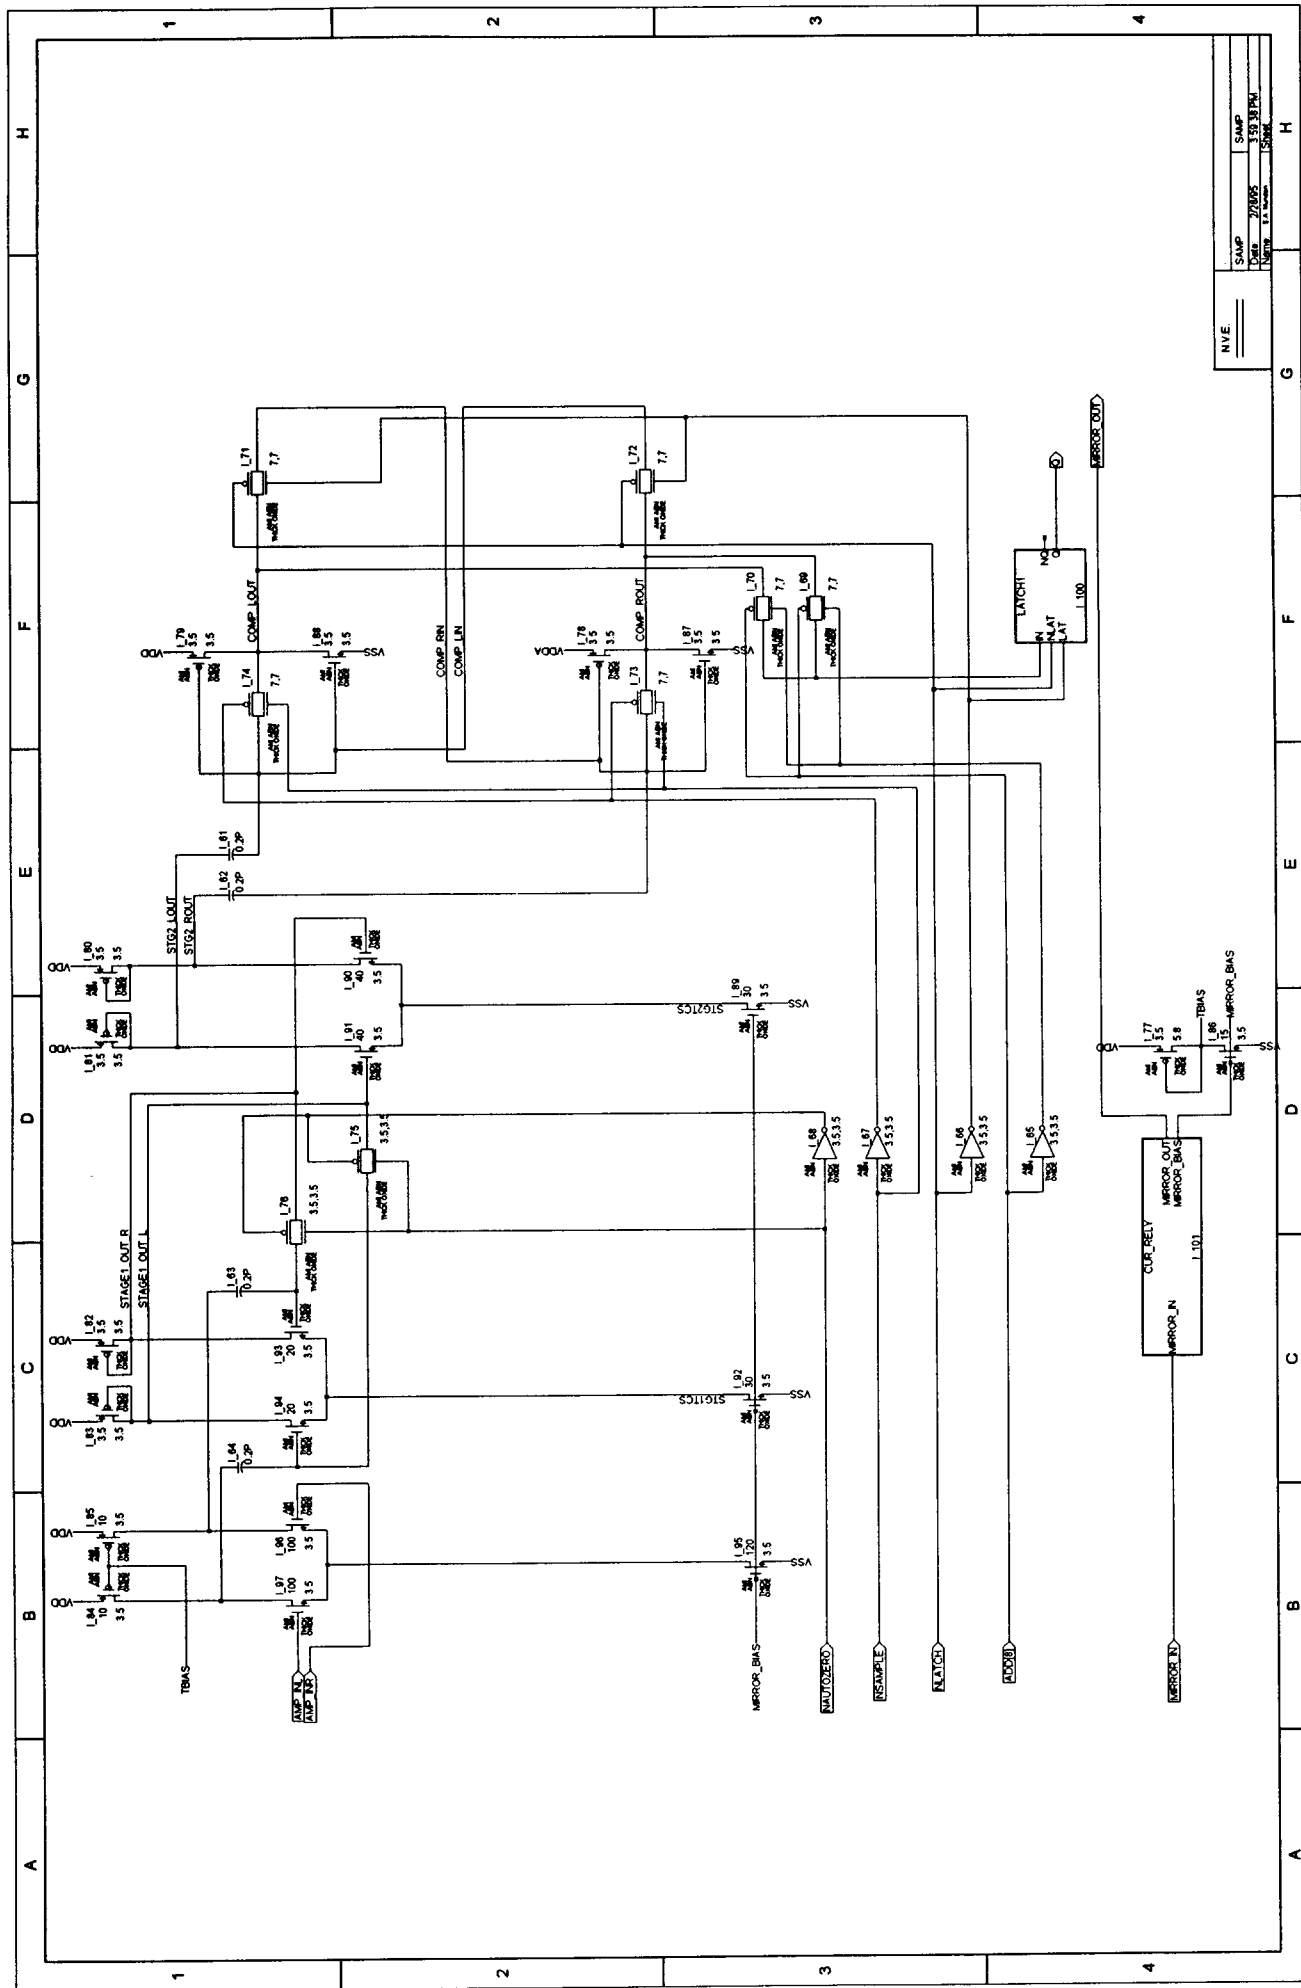 A
B
C
D
E
F
G
H
1
2
3
4
VDD
VDD
I_84
10
3.5
I_85
10
3.5
TBIAS
I_97
100
3.5
I_96
100
3.5
AMP_INL
AMP_INR
I_64
0.2P
I_63
0.2P
VDD
VDD
I_83
3.5
3.5
I_82
3.5
3.5
STAGE1_OUT_R
STAGE1_OUT_L
I_94
20
3.5
I_93
20
3.5
I_76
3.5,3.5
I_75
3.5,3.5
VDD
VDD
I_81
3.5
3.5
I_80
3.5
3.5
STG2_LOUT
STG2_ROUT
I_91
40
3.5
I_90
40
3.5
I_61
0.2P
I_62
0.2P
VDD
I_79
3.5
3.5
I_74
7,7
COMP_LOUT
I_88
3.5
3.5
VSS
I_71
7,7
COMP_RIN
COMP_LIN
VDDA
I_78
3.5
3.5
I_73
7,7
COMP_ROUT
I_87
3.5
3.5
VSS
I_72
7,7
I_70
7,7
I_69
7,7
MIRROR_BIAS
I_95
120
3.5
VSS
STG1TCS
I_92
30
3.5
VSS
STG2TCS
I_89
30
3.5
VSS
NAUTOZERO
I_68
3.5,3.5
NSAMPLE
I_67
3.5,3.5
NLATCH
I_66
3.5,3.5
ADD[8]
I_65
3.5,3.5
LATCH1
IN
NLAT
LAT
NQ
Q
I_100
Q
MIRROR_OUT
MIRROR_IN
CUR_RELY
MIRROR_IN
MIRROR_OUT
MIRROR_BIAS
I_101
VDD
I_77
3.5
5.8
TBIAS
I_86
15
3.5
MIRROR_BIAS
VSS
N.V.E.
SAMP
SAMP
Date
2/28/95
3:59:38 PM
Name
Sheet
A
B
C
D
E
F
G
H
1
2
3
4